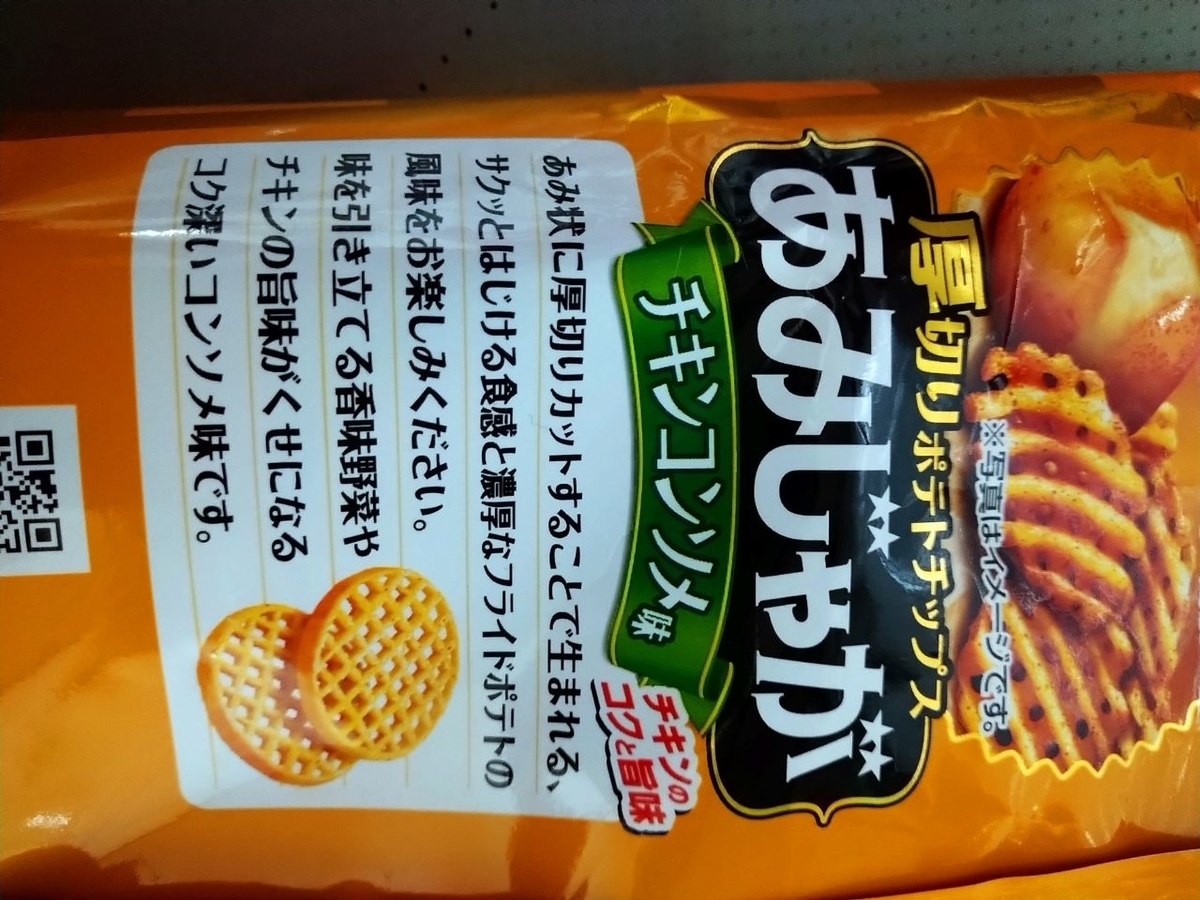 ※写真はイメージです。
厚切りポテトチップス
あみじゃが
チキンコンソメ味
チキンの
コクと旨味
あみ状に厚切りカットすることで生まれる、
サクッとはじける食感と濃厚なフライドポテトの
風味をお楽しみください。
味を引き立てる香味野菜や
チキンの旨味がくせになる
コク深いコンソメ味です。